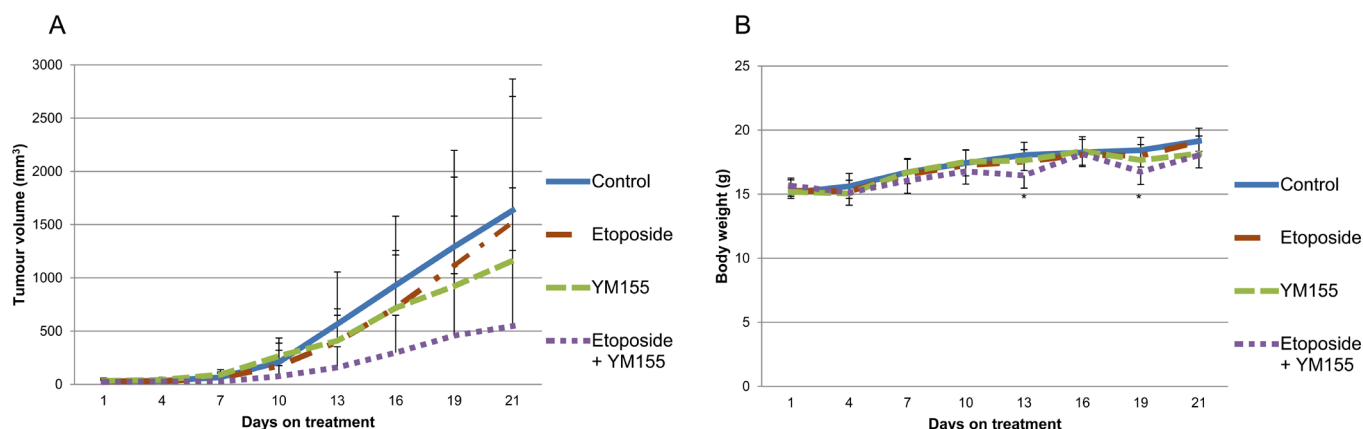 A
Tumour volume (mm³)
3000
2500
2000
1500
1000
500
0
1 4 7 10 13 16 19 21
Days on treatment
Control
Etoposide
YM155
Etoposide
+ YM155
B
Body weight (g)
25
20
15
10
5
0
* *
1 4 7 10 13 16 19 21
Days on treatment
Control
Etoposide
YM155
Etoposide
+ YM155